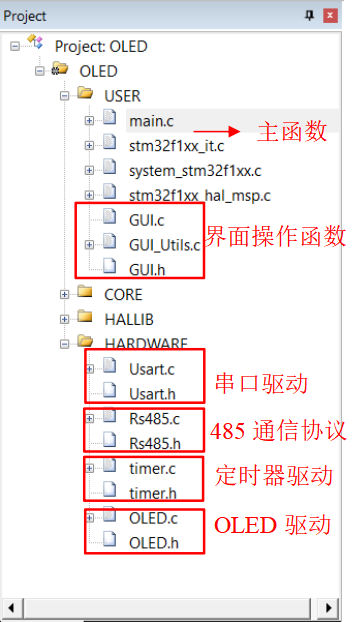 Project
Project: OLED
OLED
USER
main.c
主函数
stm32f1xx_it.c
system_stm32f1xx.c
stm32f1xx_hal_msp.c
GUI.c
GUI_Utils.c
界面操作函数
GUI.h
CORE
HALLIB
HARDWARE
Usart.c
串口驱动
Usart.h
Rs485.c
485 通信协议
Rs485.h
timer.c
定时器驱动
timer.h
OLED.c
OLED 驱动
OLED.h